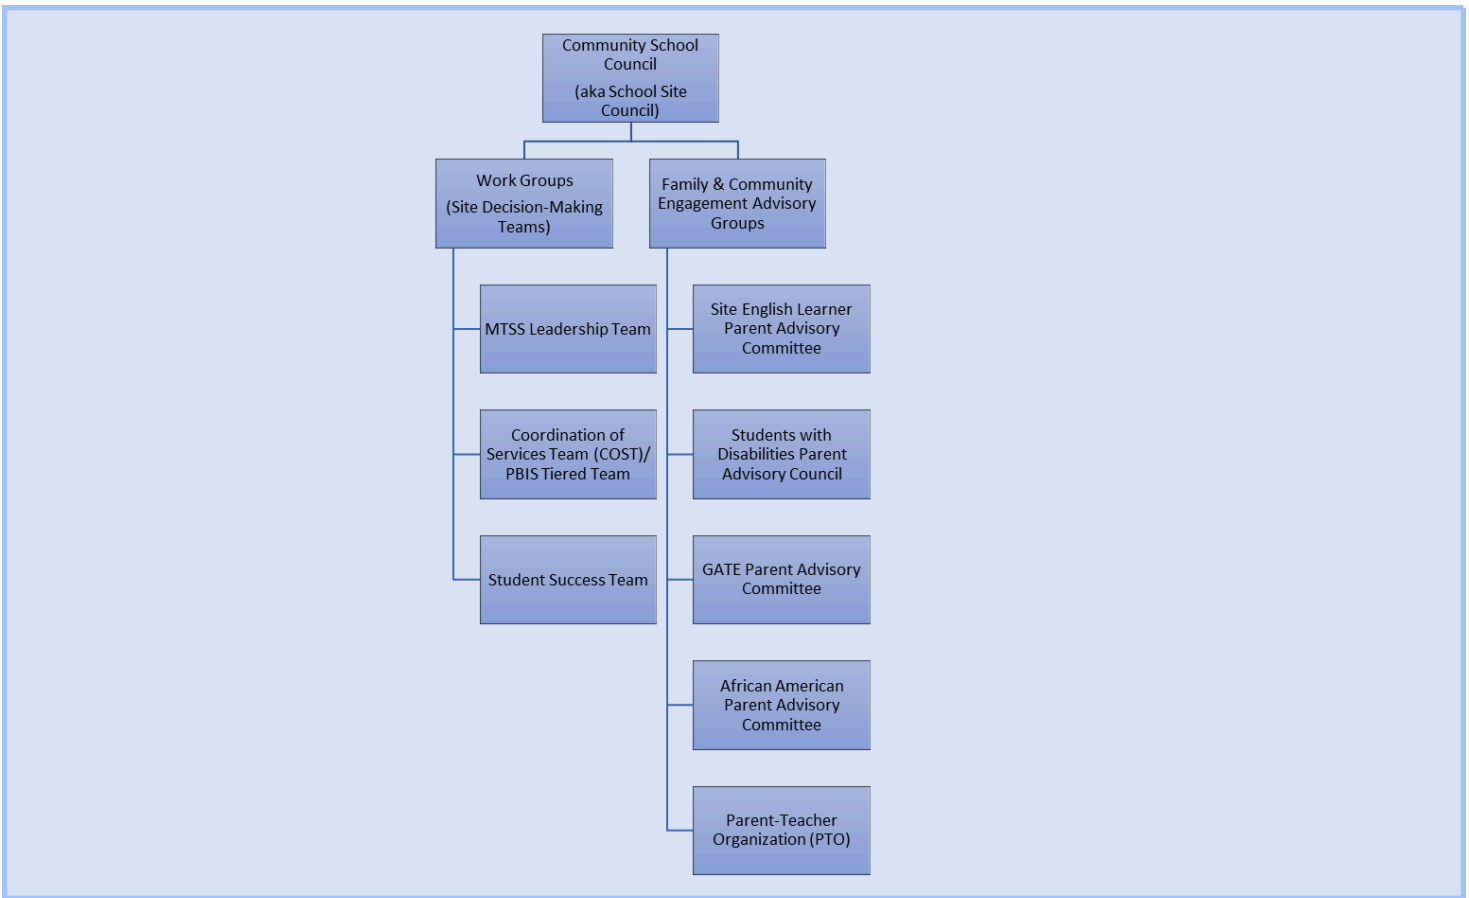 Community School
Council
(aka School Site
Council)
Work Groups
(Site Decision-Making
Teams)
Family & Community
Engagement Advisory
Groups
MTSS Leadership Team
Coordination of
Services Team (COST)/
PBIS Tiered Team
Student Success Team
Site English Learner
Parent Advisory
Committee
Students with
Disabilities Parent
Advisory Council
GATE Parent Advisory
Committee
African American
Parent Advisory
Committee
Parent-Teacher
Organization (PTO)